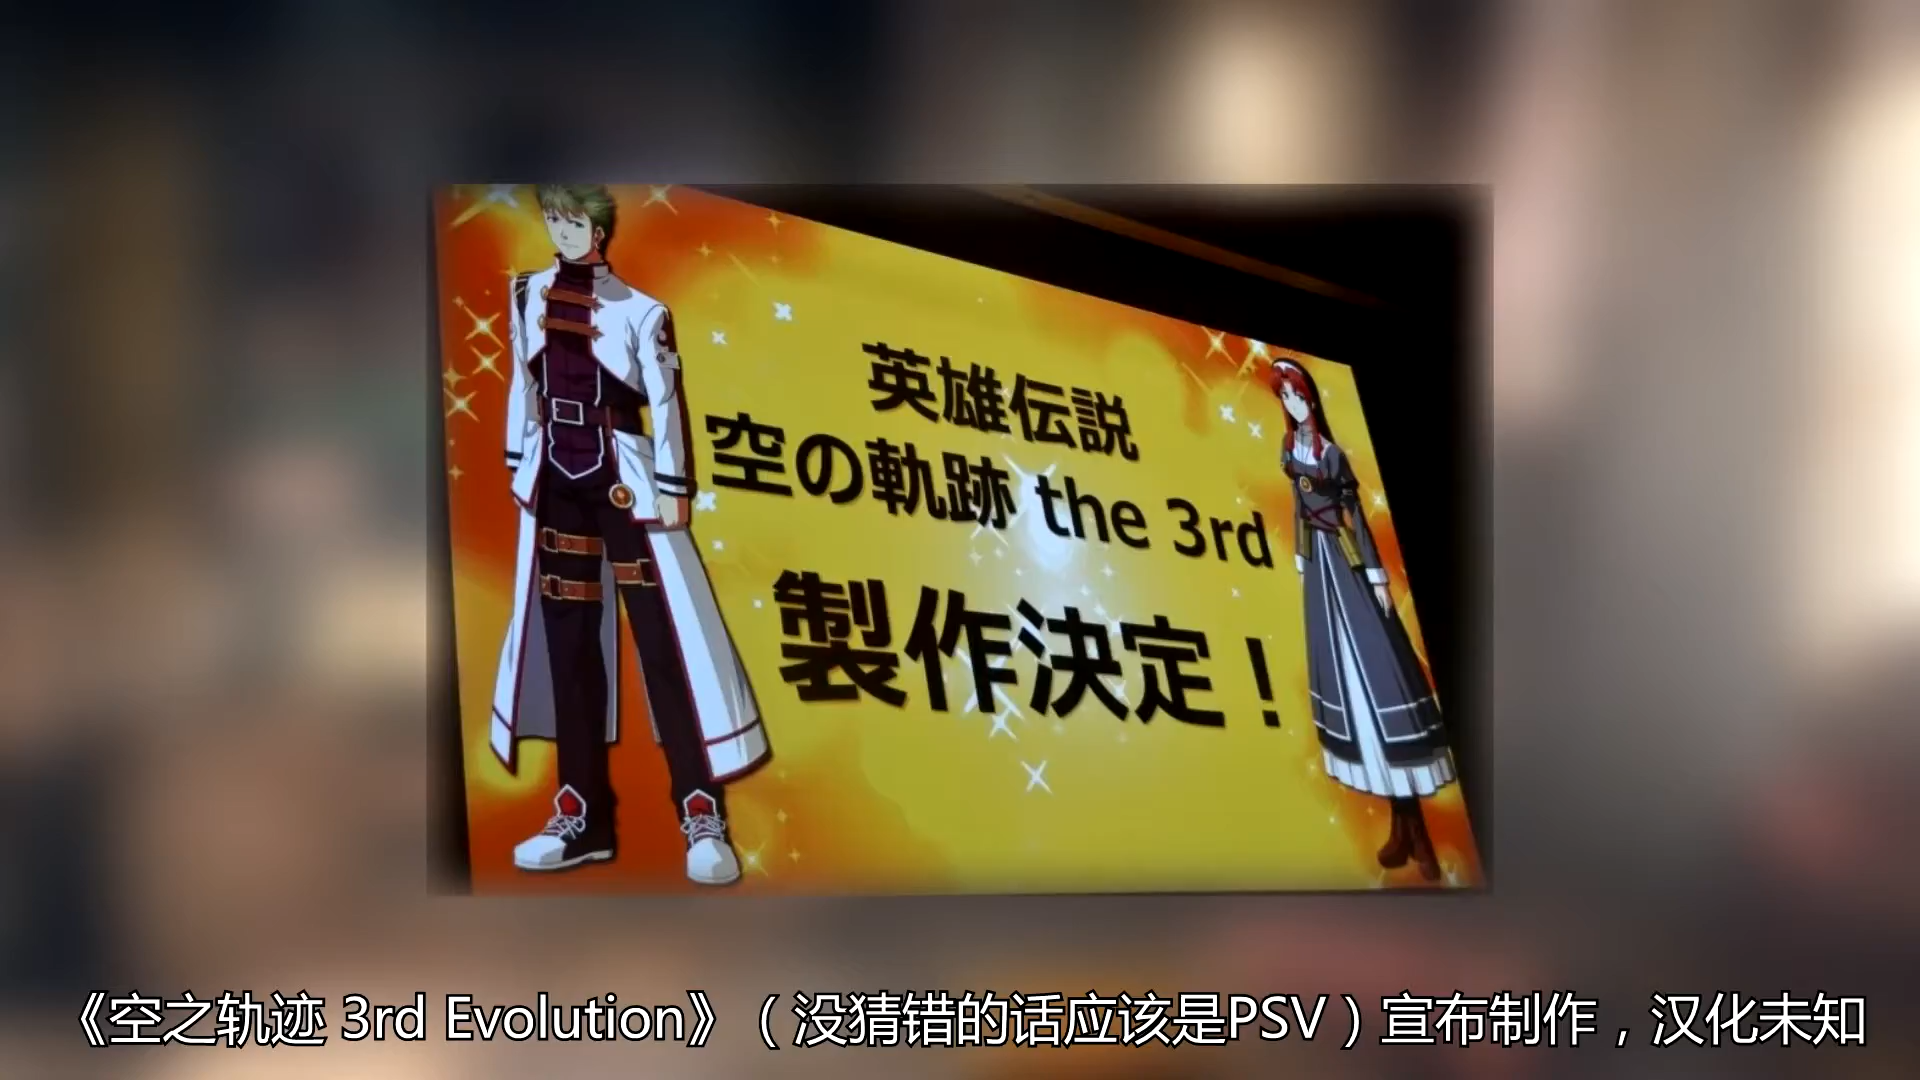 英雄伝説
空の軌跡 the 3rd
製作決定！
《空之轨迹 3rd Evolution》（没猜错的话应该是PSV）宣布制作，汉化未知